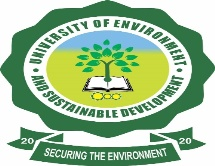 UNIVERSITY OF ENVIRONMENT
AND SUSTAINABLE DEVELOPMENT
20 20
SECURING THE ENVIRONMENT